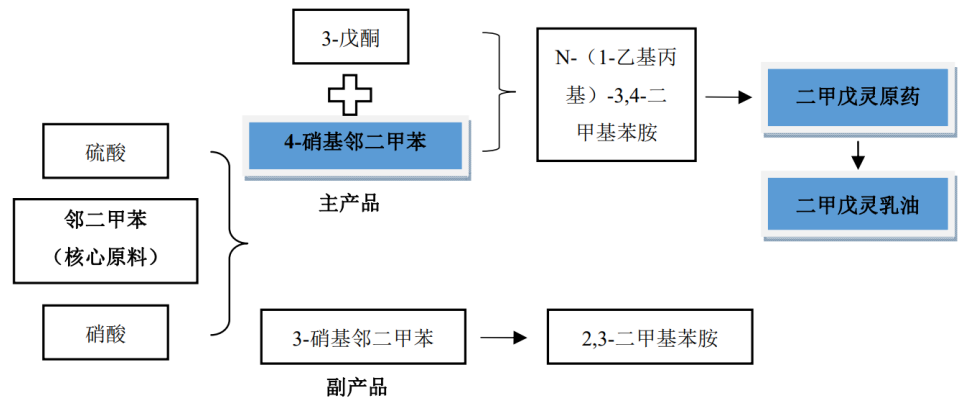 3-戊酮
4-硝基邻二甲苯
主产品
N-（1-乙基丙
基）-3,4-二
甲基苯胺
二甲戊灵原药
二甲戊灵乳油
硫酸
邻二甲苯
（核心原料）
硝酸
3-硝基邻二甲苯
副产品
2,3-二甲基苯胺